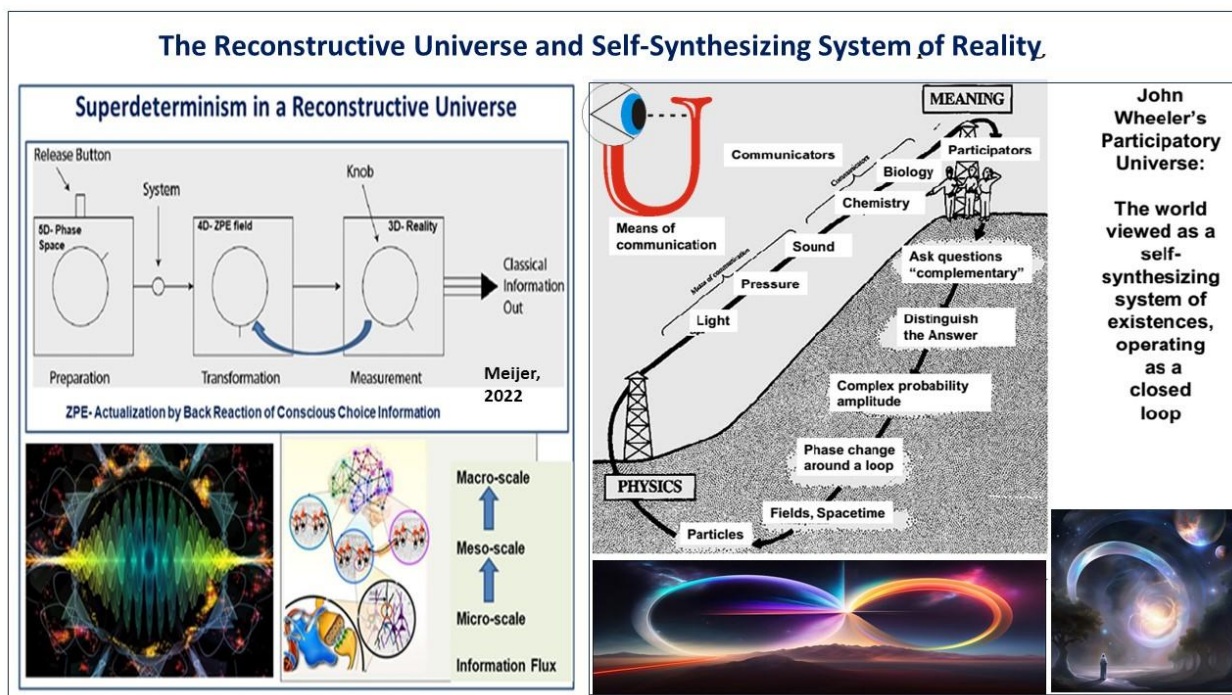 The Reconstructive Universe and Self-Synthesizing System of Reality
Superdeterminism in a Reconstructive Universe
Release Button
System
Knob
5D- Phase
Space
4D- ZPE field
3D- Reality
Classical
Information
Out
Preparation
Transformation
Measurement
Meijer,
2022
ZPE- Actualization by Back Reaction of Conscious Choice Information
Macro-scale
Meso-scale
Micro-scale
Information Flux
MEANING
Communicators
Participators
Communicators
Biology
Chemistry
Means of
communication
Means of communication
Sound
Pressure
Light
Ask questions
“complementary”
Distinguish
the Answer
Complex probability
amplitude
Phase change
around a loop
PHYSICS
Fields, Spacetime
Particles
John
Wheeler’s
Participatory
Universe:
The world
viewed as a
self-
synthesizing
system of
existences,
operating
as a
closed
loop